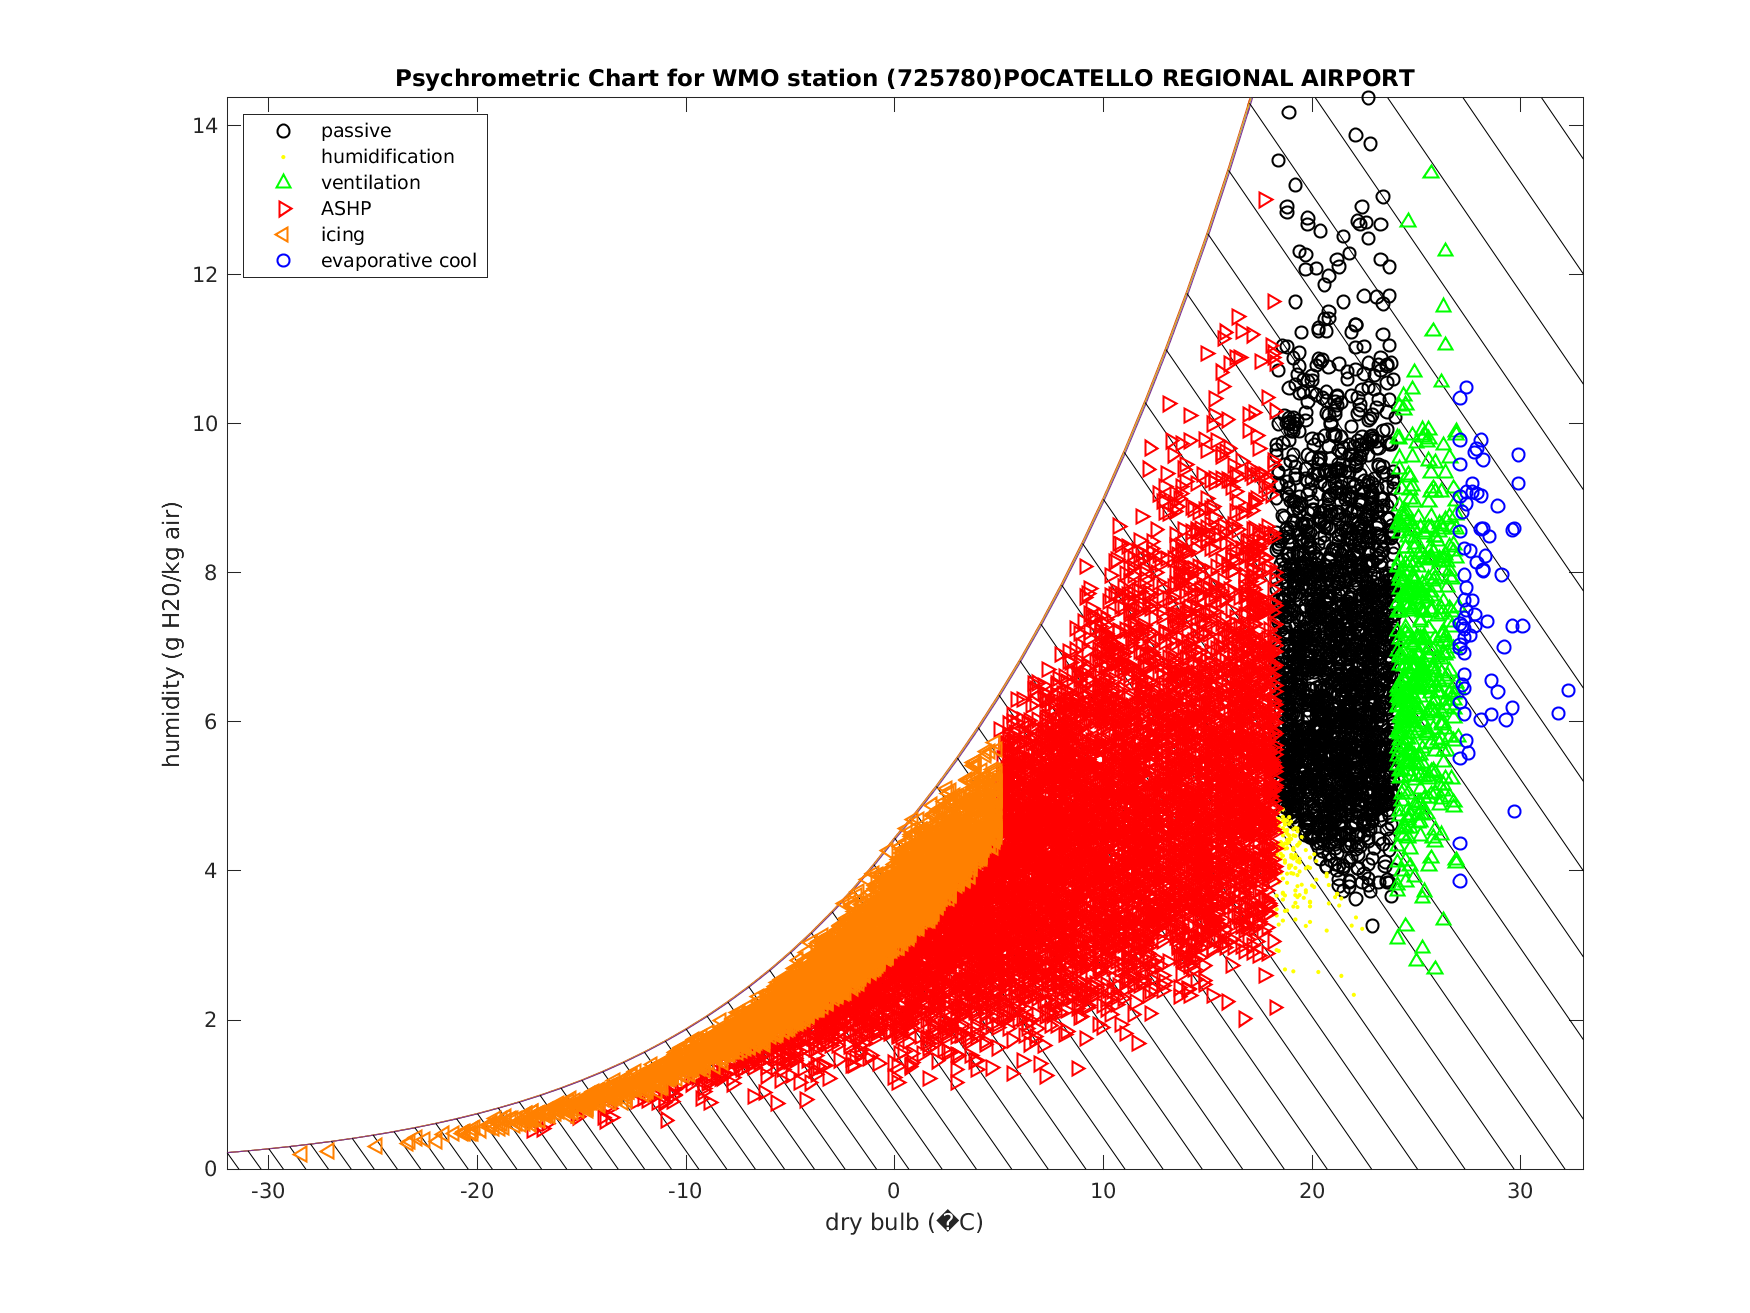 Psychrometric Chart for WMO station (725780)POCATELLO REGIONAL AIRPORT
passive
humidification
ventilation
ASHP
icing
evaporative cool
humidity (g H20/kg air)
14
12
10
8
6
4
2
0
-30 -20 -10 0 10 20 30
dry bulb (�C)